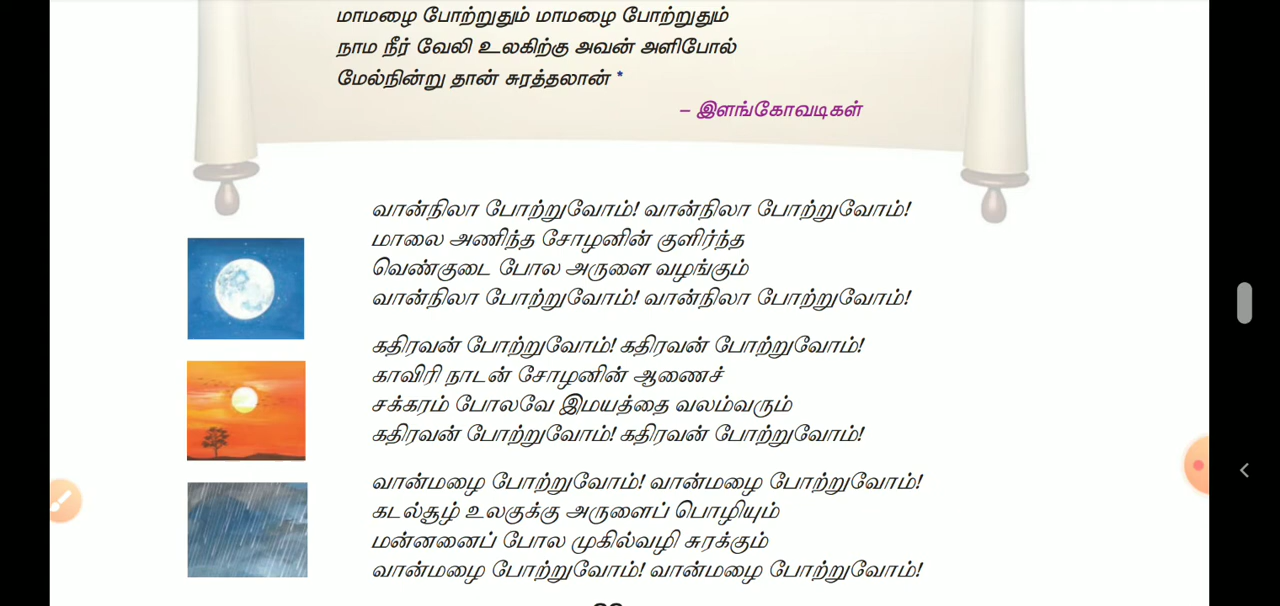 மாமழை போற்றுதும் மாமழை போற்றுதும்
நாம நீர் வேலி உலகிற்கு அவன் அளிபோல்
மேல்நின்று தான் சுரத்தலான் *
– இளங்கோவடிகள்
வான்நிலா போற்றுவோம்! வான்நிலா போற்றுவோம்!
மாலை அணிந்த சோழனின் குளிர்ந்த
வெண்குடை போல அருளை வழங்கும்
வான்நிலா போற்றுவோம்! வான்நிலா போற்றுவோம்!
கதிரவன் போற்றுவோம்! கதிரவன் போற்றுவோம்!
காவிரி நாடன் சோழனின் ஆணைச்
சக்கரம் போலவே இமயத்தை வலம்வரும்
கதிரவன் போற்றுவோம்! கதிரவன் போற்றுவோம்!
வான்மழை போற்றுவோம்! வான்மழை போற்றுவோம்!
கடல்சூழ் உலகுக்கு அருளைப் பொழியும்
மன்னனைப் போல முகில்வழி சுரக்கும்
வான்மழை போற்றுவோம்! வான்மழை போற்றுவோம்!